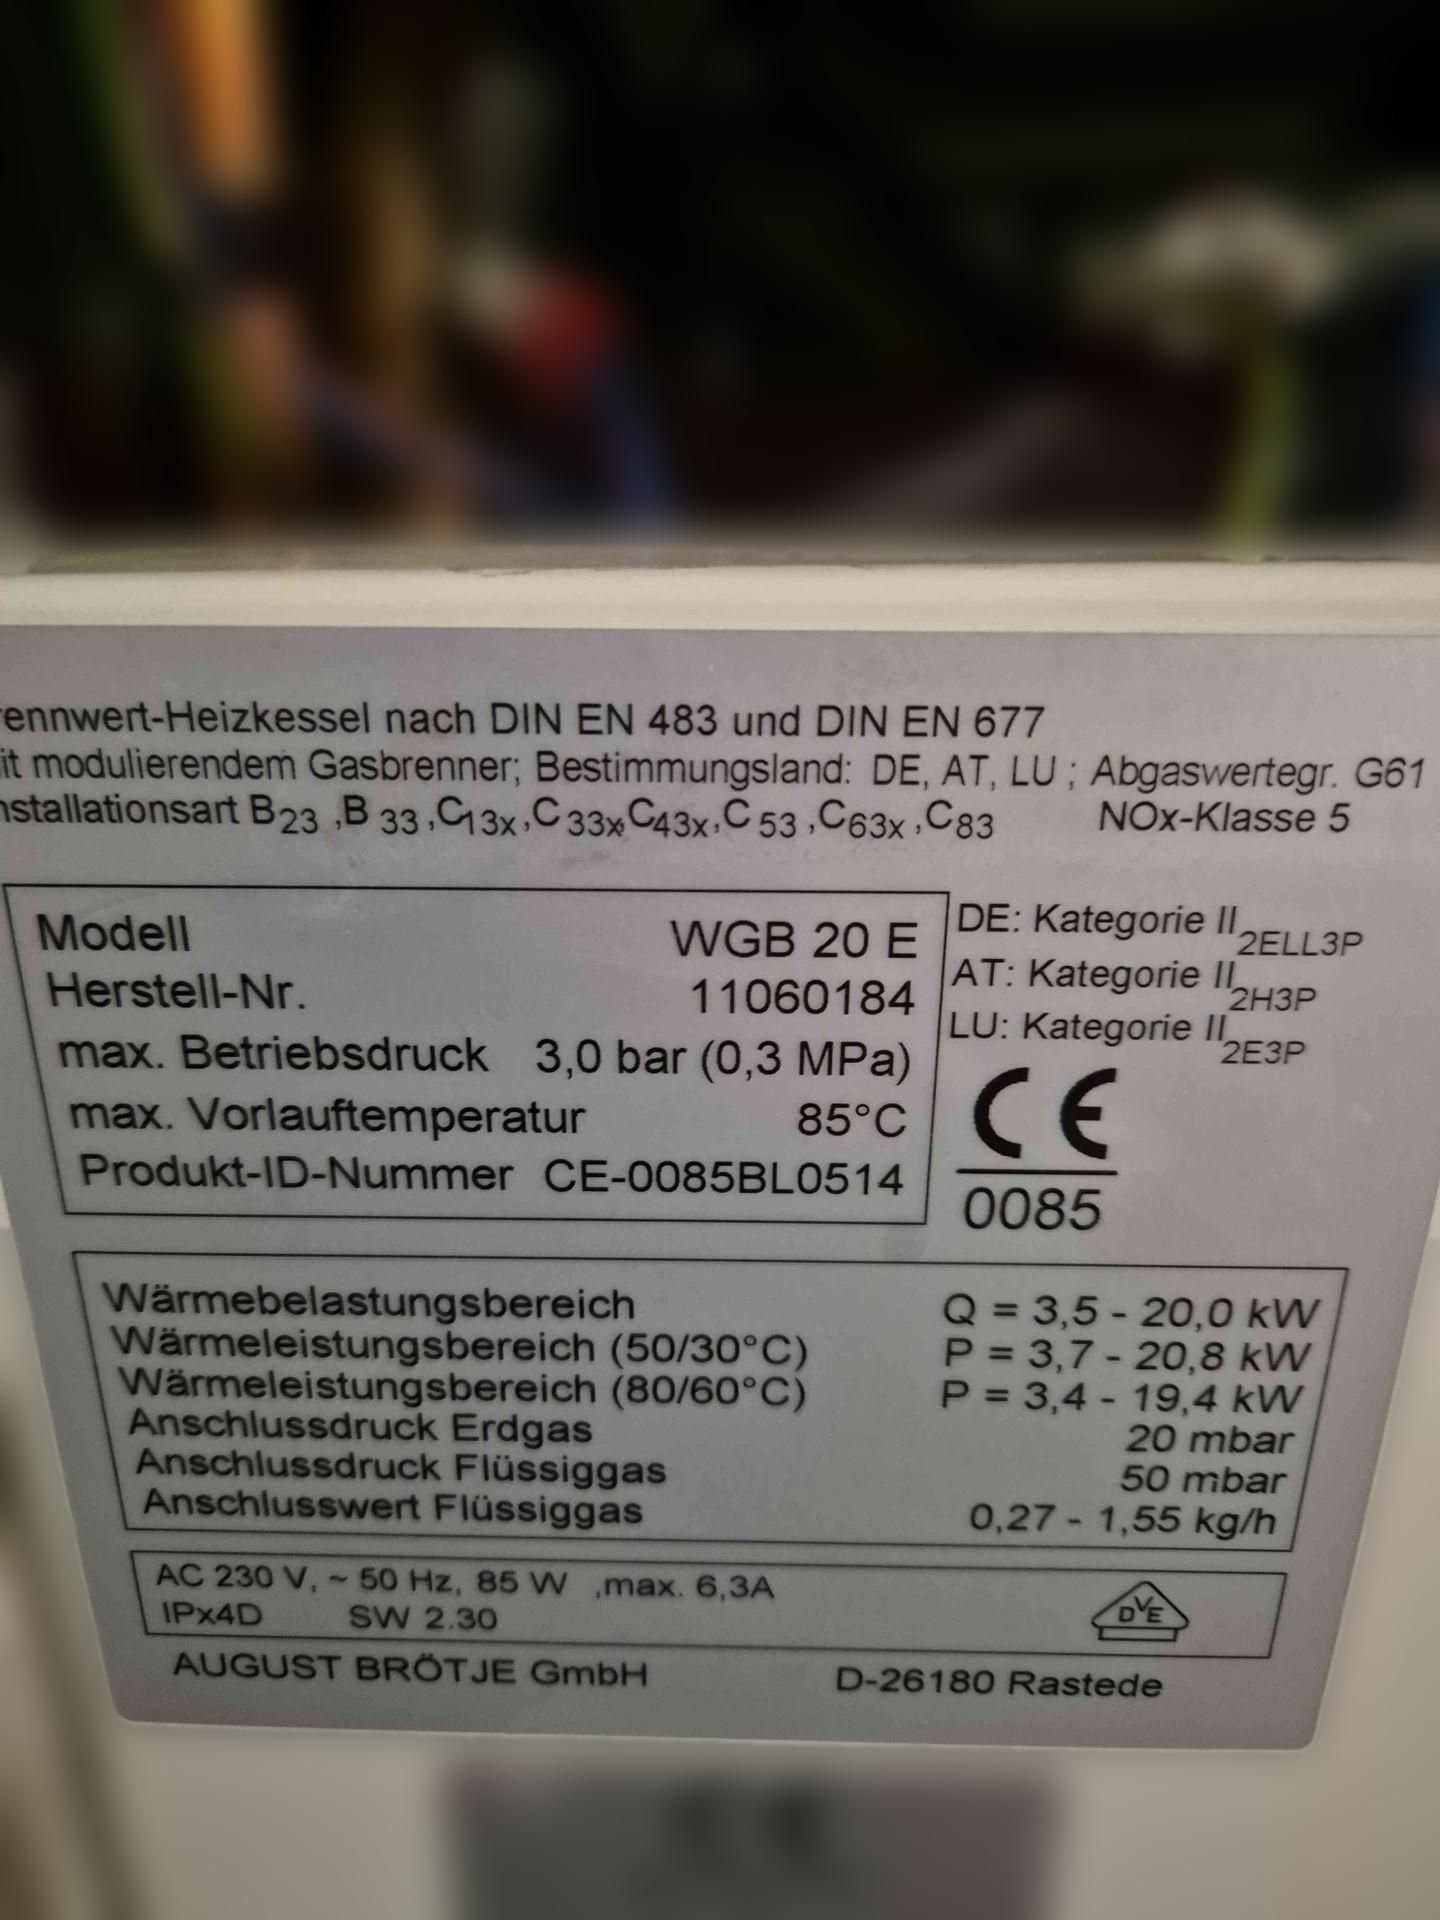 ennwert-Heizkessel nach DIN EN 483 und DIN EN 677
it modulierendem Gasbrenner; Bestimmungsland: DE, AT, LU ; Abgaswertegr. G61
nstallationsart B23 ,B 33 ,C13x,C 33x,C43x,C 53 ,C63x ,C83 NOx-Klasse 5
Modell WGB 20 E
Herstell-Nr. 11060184
max. Betriebsdruck 3,0 bar (0,3 MPa)
max. Vorlauftemperatur 85°C
Produkt-ID-Nummer CE-0085BL0514
DE: Kategorie II2ELL3P
AT: Kategorie II2H3P
LU: Kategorie II2E3P
CE
0085
Wärmebelastungsbereich Q = 3,5 - 20,0 kW
Wärmeleistungsbereich (50/30°C) P = 3,7 - 20,8 kW
Wärmeleistungsbereich (80/60°C) P = 3,4 - 19,4 kW
Anschlussdruck Erdgas 20 mbar
Anschlussdruck Flüssiggas 50 mbar
Anschlusswert Flüssiggas 0,27 - 1,55 kg/h
AC 230 V, ~ 50 Hz, 85 W ,max. 6,3A
IPx4D SW 2.30
DVE
AUGUST BRÖTJE GmbH D-26180 Rastede